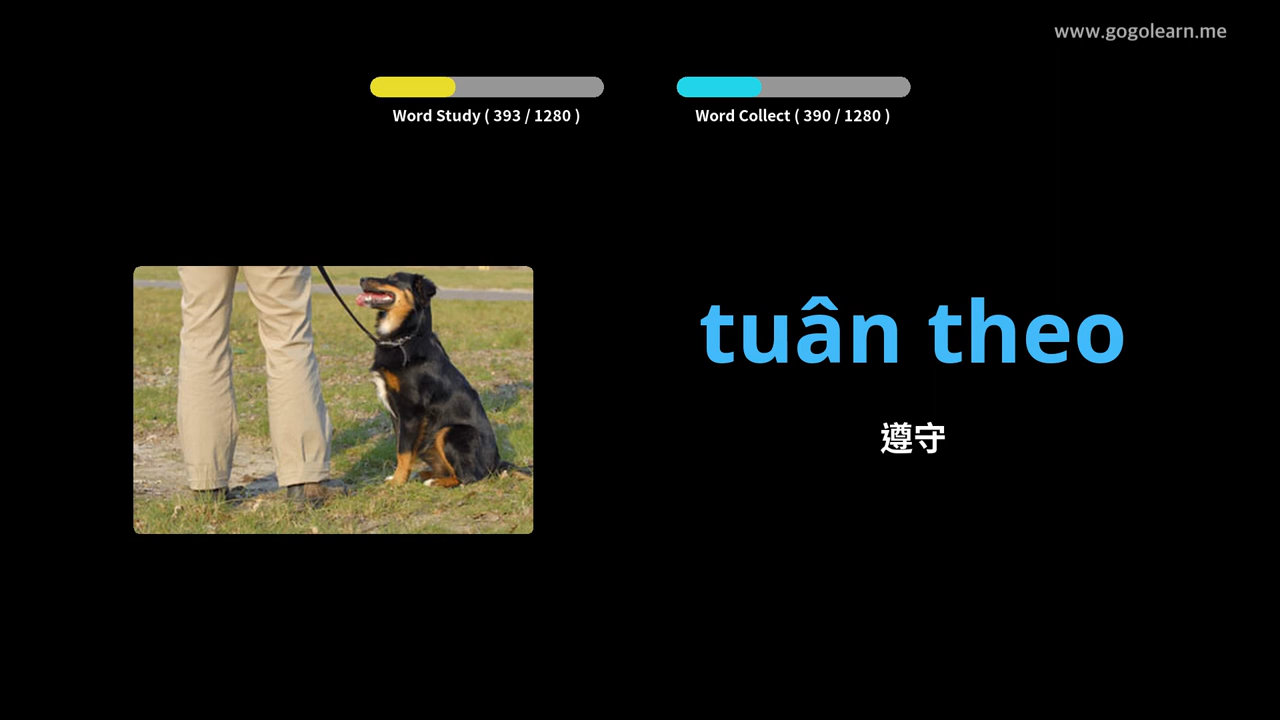 www.gogolearn.me
Word Study ( 393 / 1280 )
Word Collect ( 390 / 1280 )
tuân theo
遵守